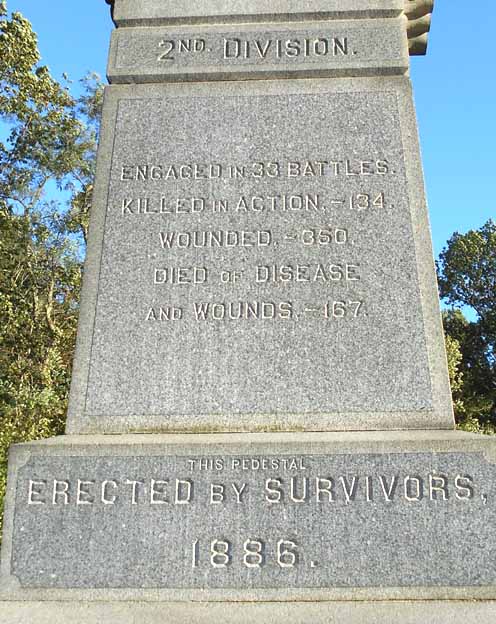 2ND. DIVISION.
ENGAGED IN 33 BATTLES.
KILLED IN ACTION,-134.
WOUNDED,-350.
DIED OF DISEASE
AND WOUNDS,-167.
THIS PEDESTAL
ERECTED BY SURVIVORS,
1886.